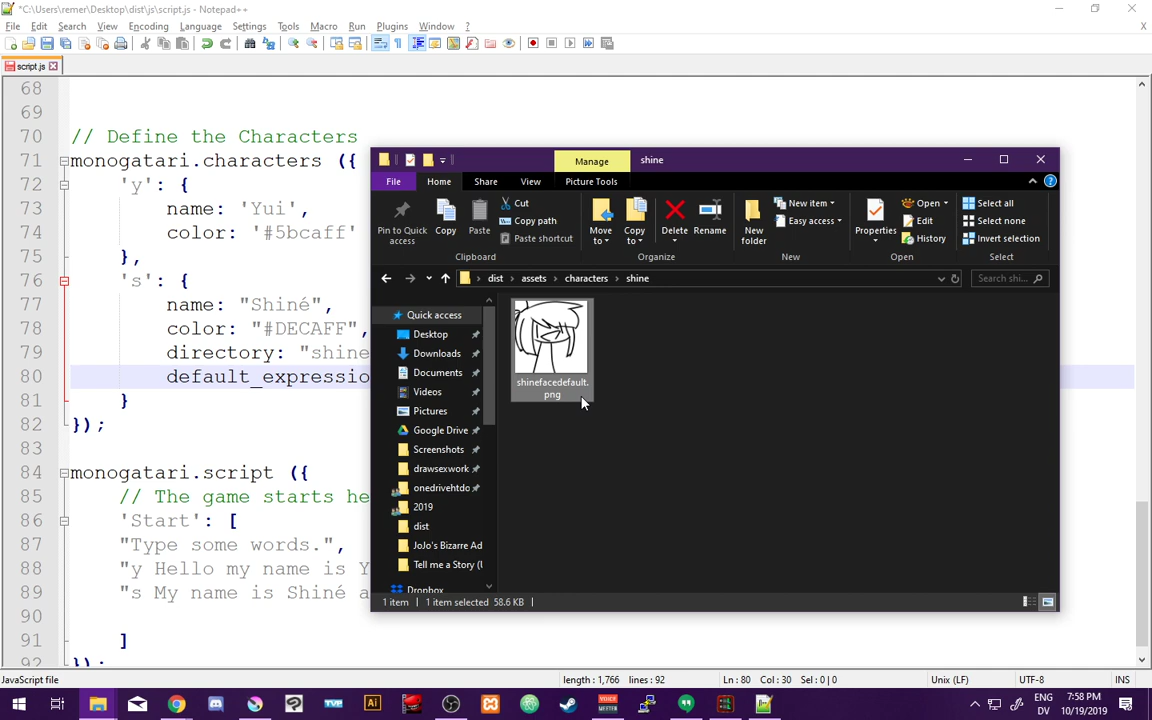 *C:\Users\remer\Desktop\dist\js\script.js - Notepad++
File Edit Search View Encoding Language Settings Tools Macro Run Plugins Window ? X
script.js
68
69
70 // Define the Characters
71 monogatari.characters ({
72 'y': {
73 name: 'Yui',
74 color: '#5bcaff'
75 },
76 's': {
77 name: "Shiné",
78 color: "#DECAFF",
79 directory: "shine
80 default_expressio
81 }
82 });
83
84 monogatari.script ({
85 // The game starts he
86 'Start': [
87 "Type some words.",
88 "y Hello my name is Y
89 "s My name is Shiné a
90
91 ]
92 });
Manage shine
File Home Share View Picture Tools
Pin to Quick access
Copy
Paste
Cut
Copy path
Paste shortcut
Clipboard
Move to
Copy to
Delete
Rename
Organize
New folder
New item
Easy access
New
Properties
Open
Edit
History
Open
Select all
Select none
Invert selection
Select
dist › assets › characters › shine
Search shi...
Quick access
Desktop
Downloads
Documents
Videos
Pictures
Google Drive
Screenshots
drawsexwork
onedrivehtdo
2019
dist
JoJo's Bizarre Ad
Tell me a Story (U
Dropbox
shinefacedefault.
png
1 item 1 item selected 58.6 KB
JavaScript file length : 1,766 lines : 92 Ln : 80 Col : 30 Sel : 0 | 0 Unix (LF) UTF-8 INS
ENG
DV
7:58 PM
10/19/2019